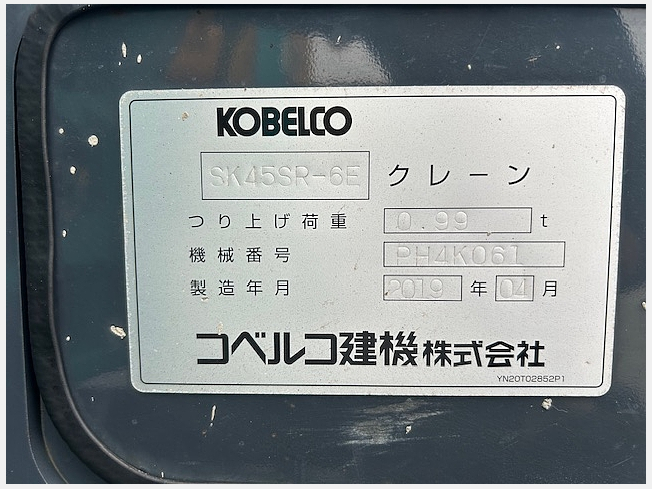 KOBELCO
SK45SR-6E クレーン
つり上げ荷重 0.99 t
機械番号 PH4K061
製造年月 2019 年 04 月
コベルコ建機株式会社
YN20T02852P1